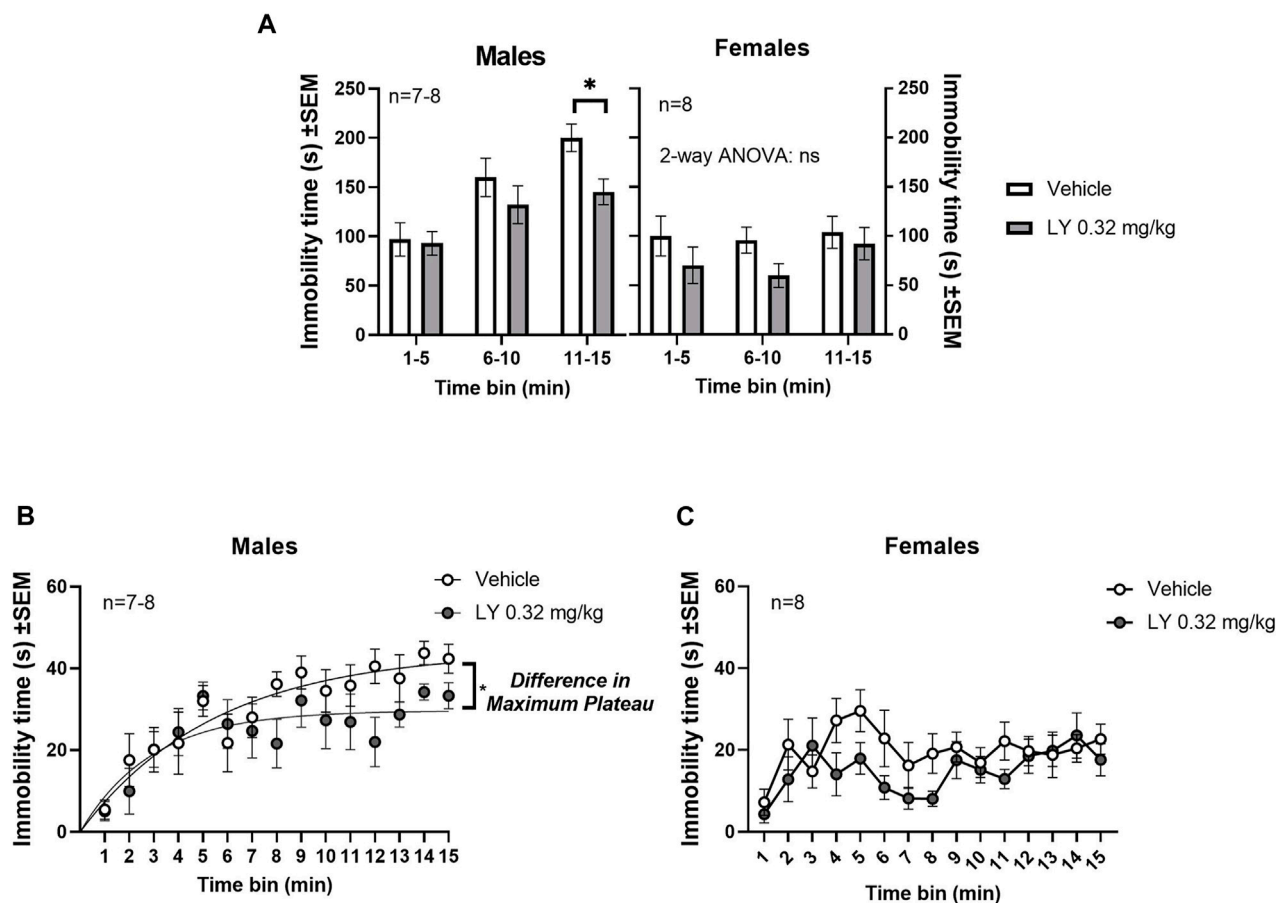 A
Males
Females
Immobility time (s) ±SEM
250
200
150
100
50
0
n=7-8
*
1-5
6-10
11-15
Time bin (min)
n=8
2-way ANOVA: ns
1-5
6-10
11-15
Time bin (min)
250
200
150
100
50
0
Immobility time (s) ±SEM
Vehicle
LY 0.32 mg/kg
B
Males
Immobility time (s) ±SEM
60
40
20
0
n=7-8
Vehicle
LY 0.32 mg/kg
* Difference in
Maximum Plateau
1 2 3 4 5 6 7 8 9 10 11 12 13 14 15
Time bin (min)
C
Females
Immobility time (s) ±SEM
60
40
20
0
n=8
Vehicle
LY 0.32 mg/kg
1 2 3 4 5 6 7 8 9 10 11 12 13 14 15
Time bin (min)